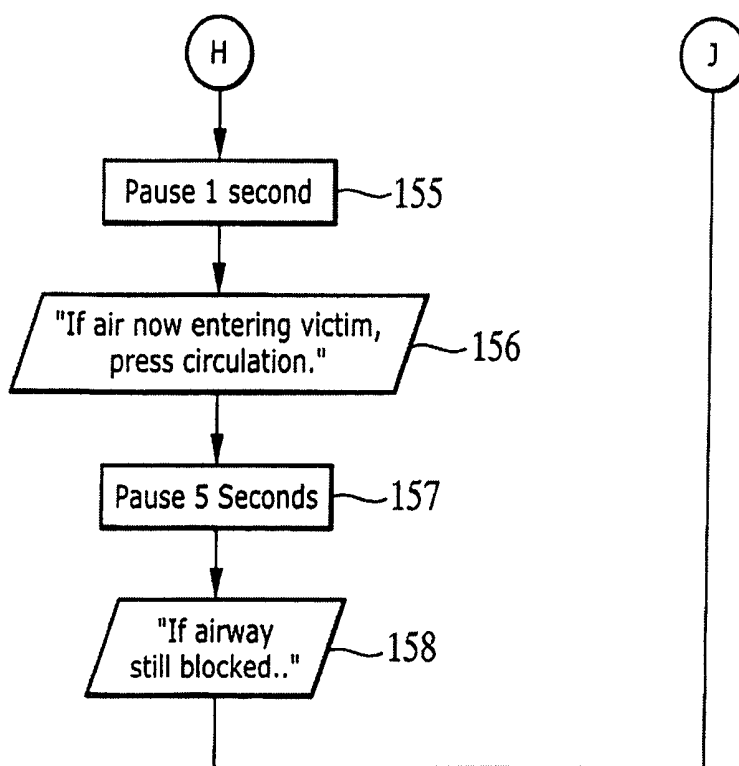 H
J
Pause 1 second
155
"If air now entering victim,
press circulation."
156
Pause 5 Seconds
157
"If airway
still blocked.."
158